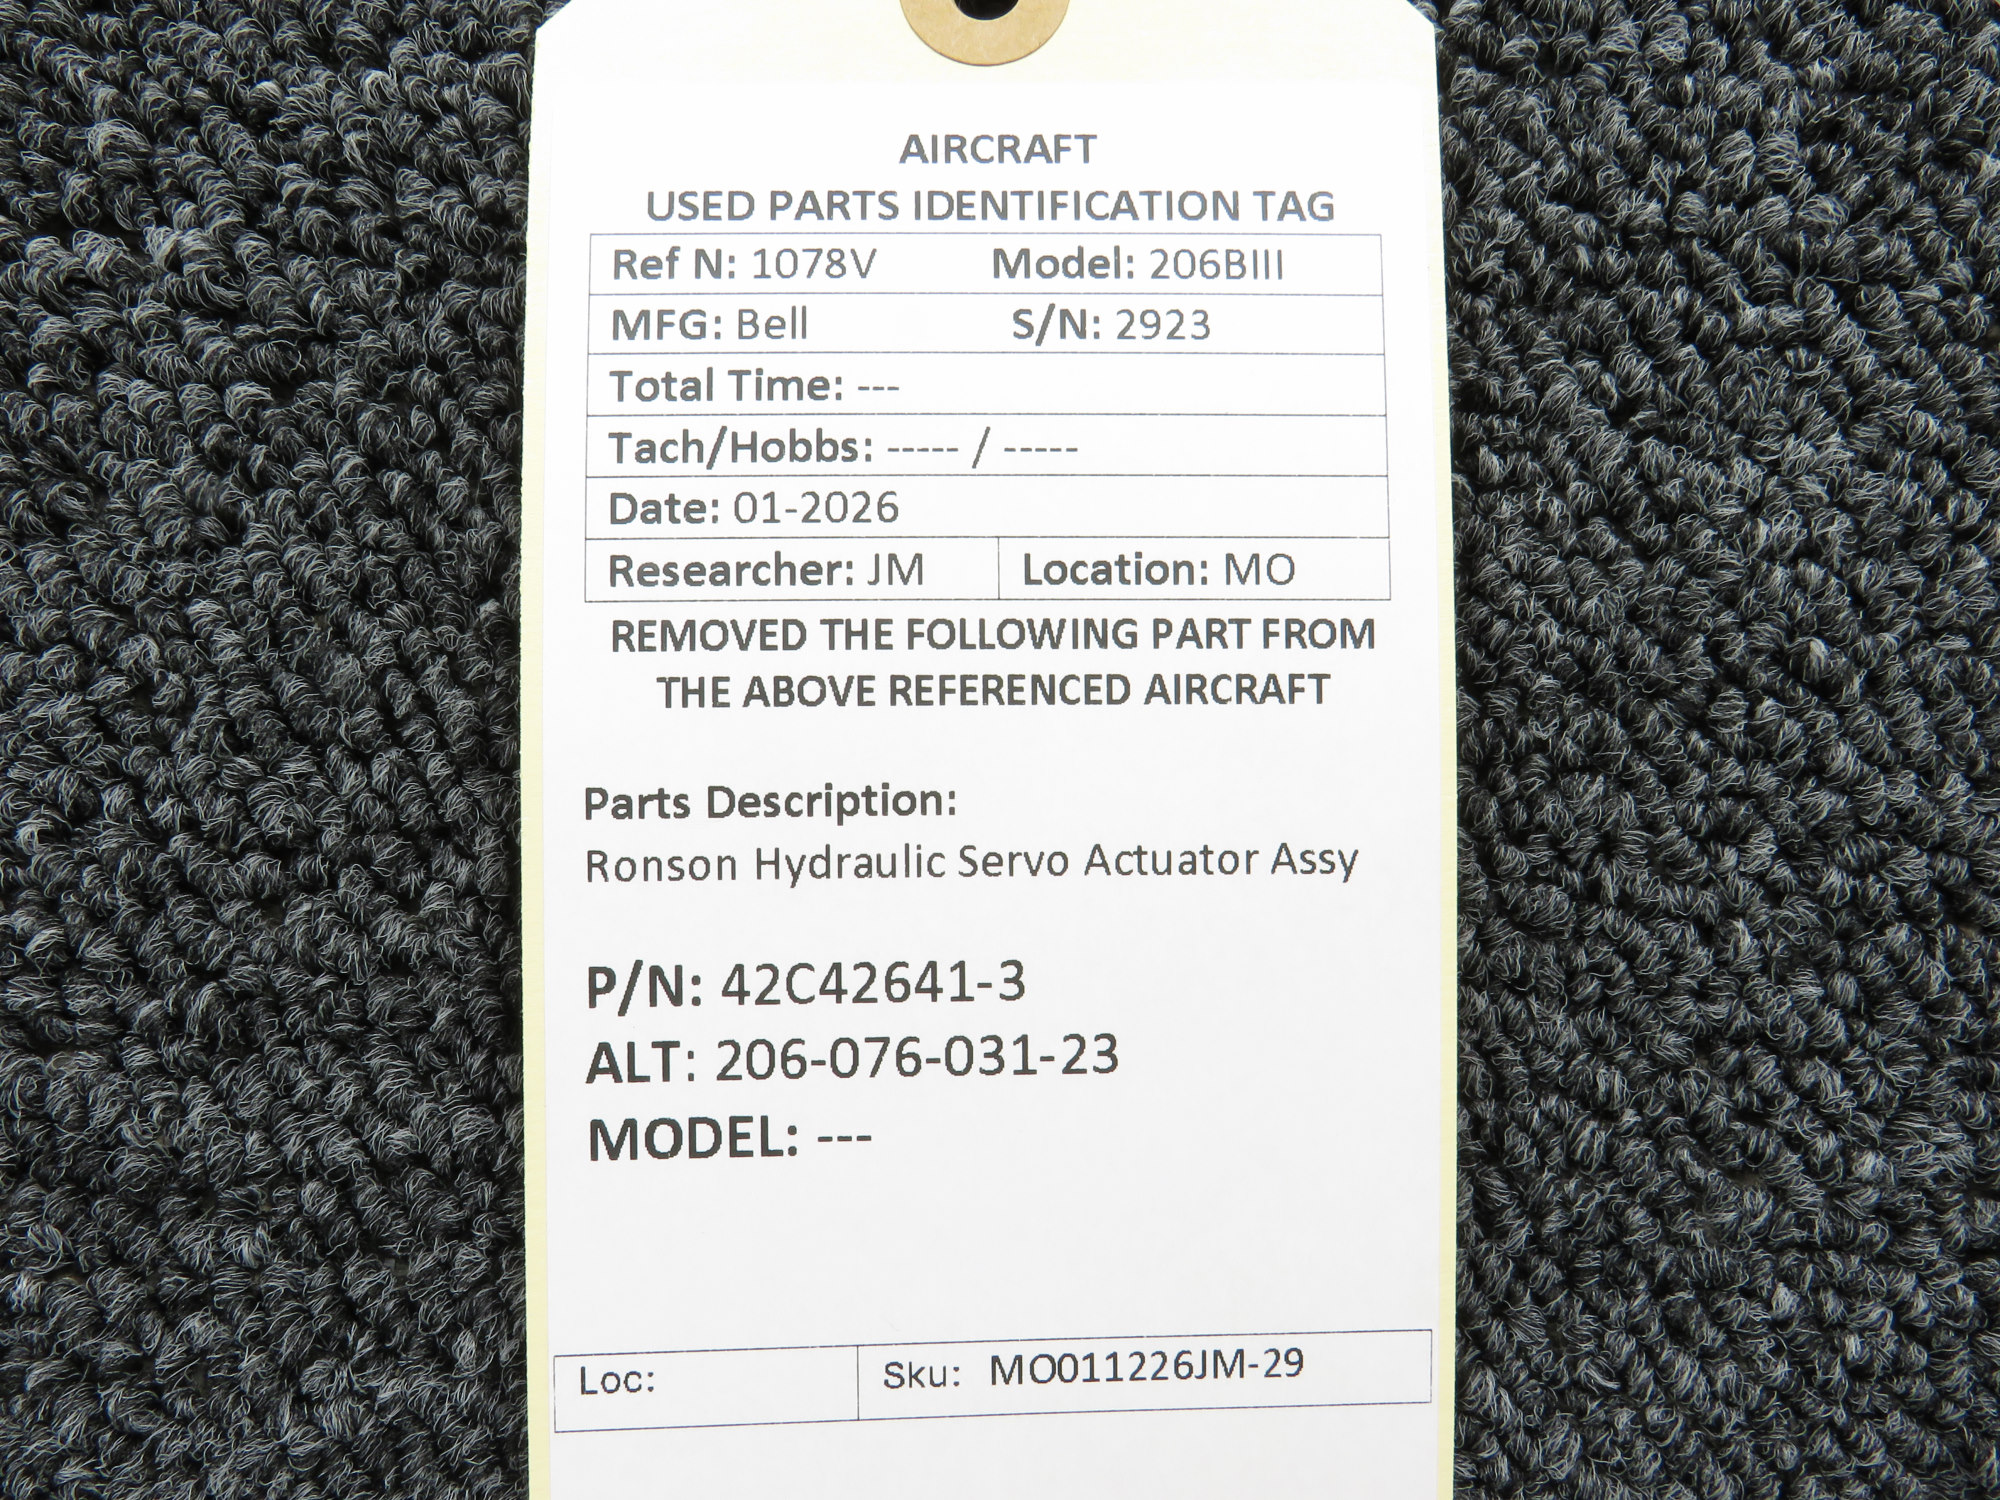 AIRCRAFT
USED PARTS IDENTIFICATION TAG
Ref N: 1078V Model: 206BIII
MFG: Bell S/N: 2923
Total Time: ---
Tach/Hobbs: ----- / -----
Date: 01-2026
Researcher: JM Location: MO
REMOVED THE FOLLOWING PART FROM
THE ABOVE REFERENCED AIRCRAFT
Parts Description:
Ronson Hydraulic Servo Actuator Assy
P/N: 42C42641-3
ALT: 206-076-031-23
MODEL: ---
Loc: Sku: MO011226JM-29